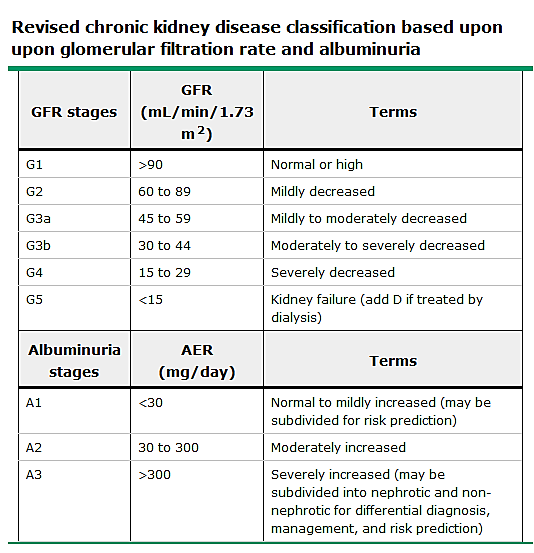 Revised chronic kidney disease classification based upon
upon glomerular filtration rate and albuminuria
GFR stages
GFR
(mL/min/1.73
m²)
Terms
G1 >90 Normal or high
G2 60 to 89 Mildly decreased
G3a 45 to 59 Mildly to moderately decreased
G3b 30 to 44 Moderately to severely decreased
G4 15 to 29 Severely decreased
G5 <15 Kidney failure (add D if treated by
dialysis)
Albuminuria
stages
AER
(mg/day)
Terms
A1 <30 Normal to mildly increased (may be
subdivided for risk prediction)
A2 30 to 300 Moderately increased
A3 >300 Severely increased (may be
subdivided into nephrotic and non-
nephrotic for differential diagnosis,
management, and risk prediction)